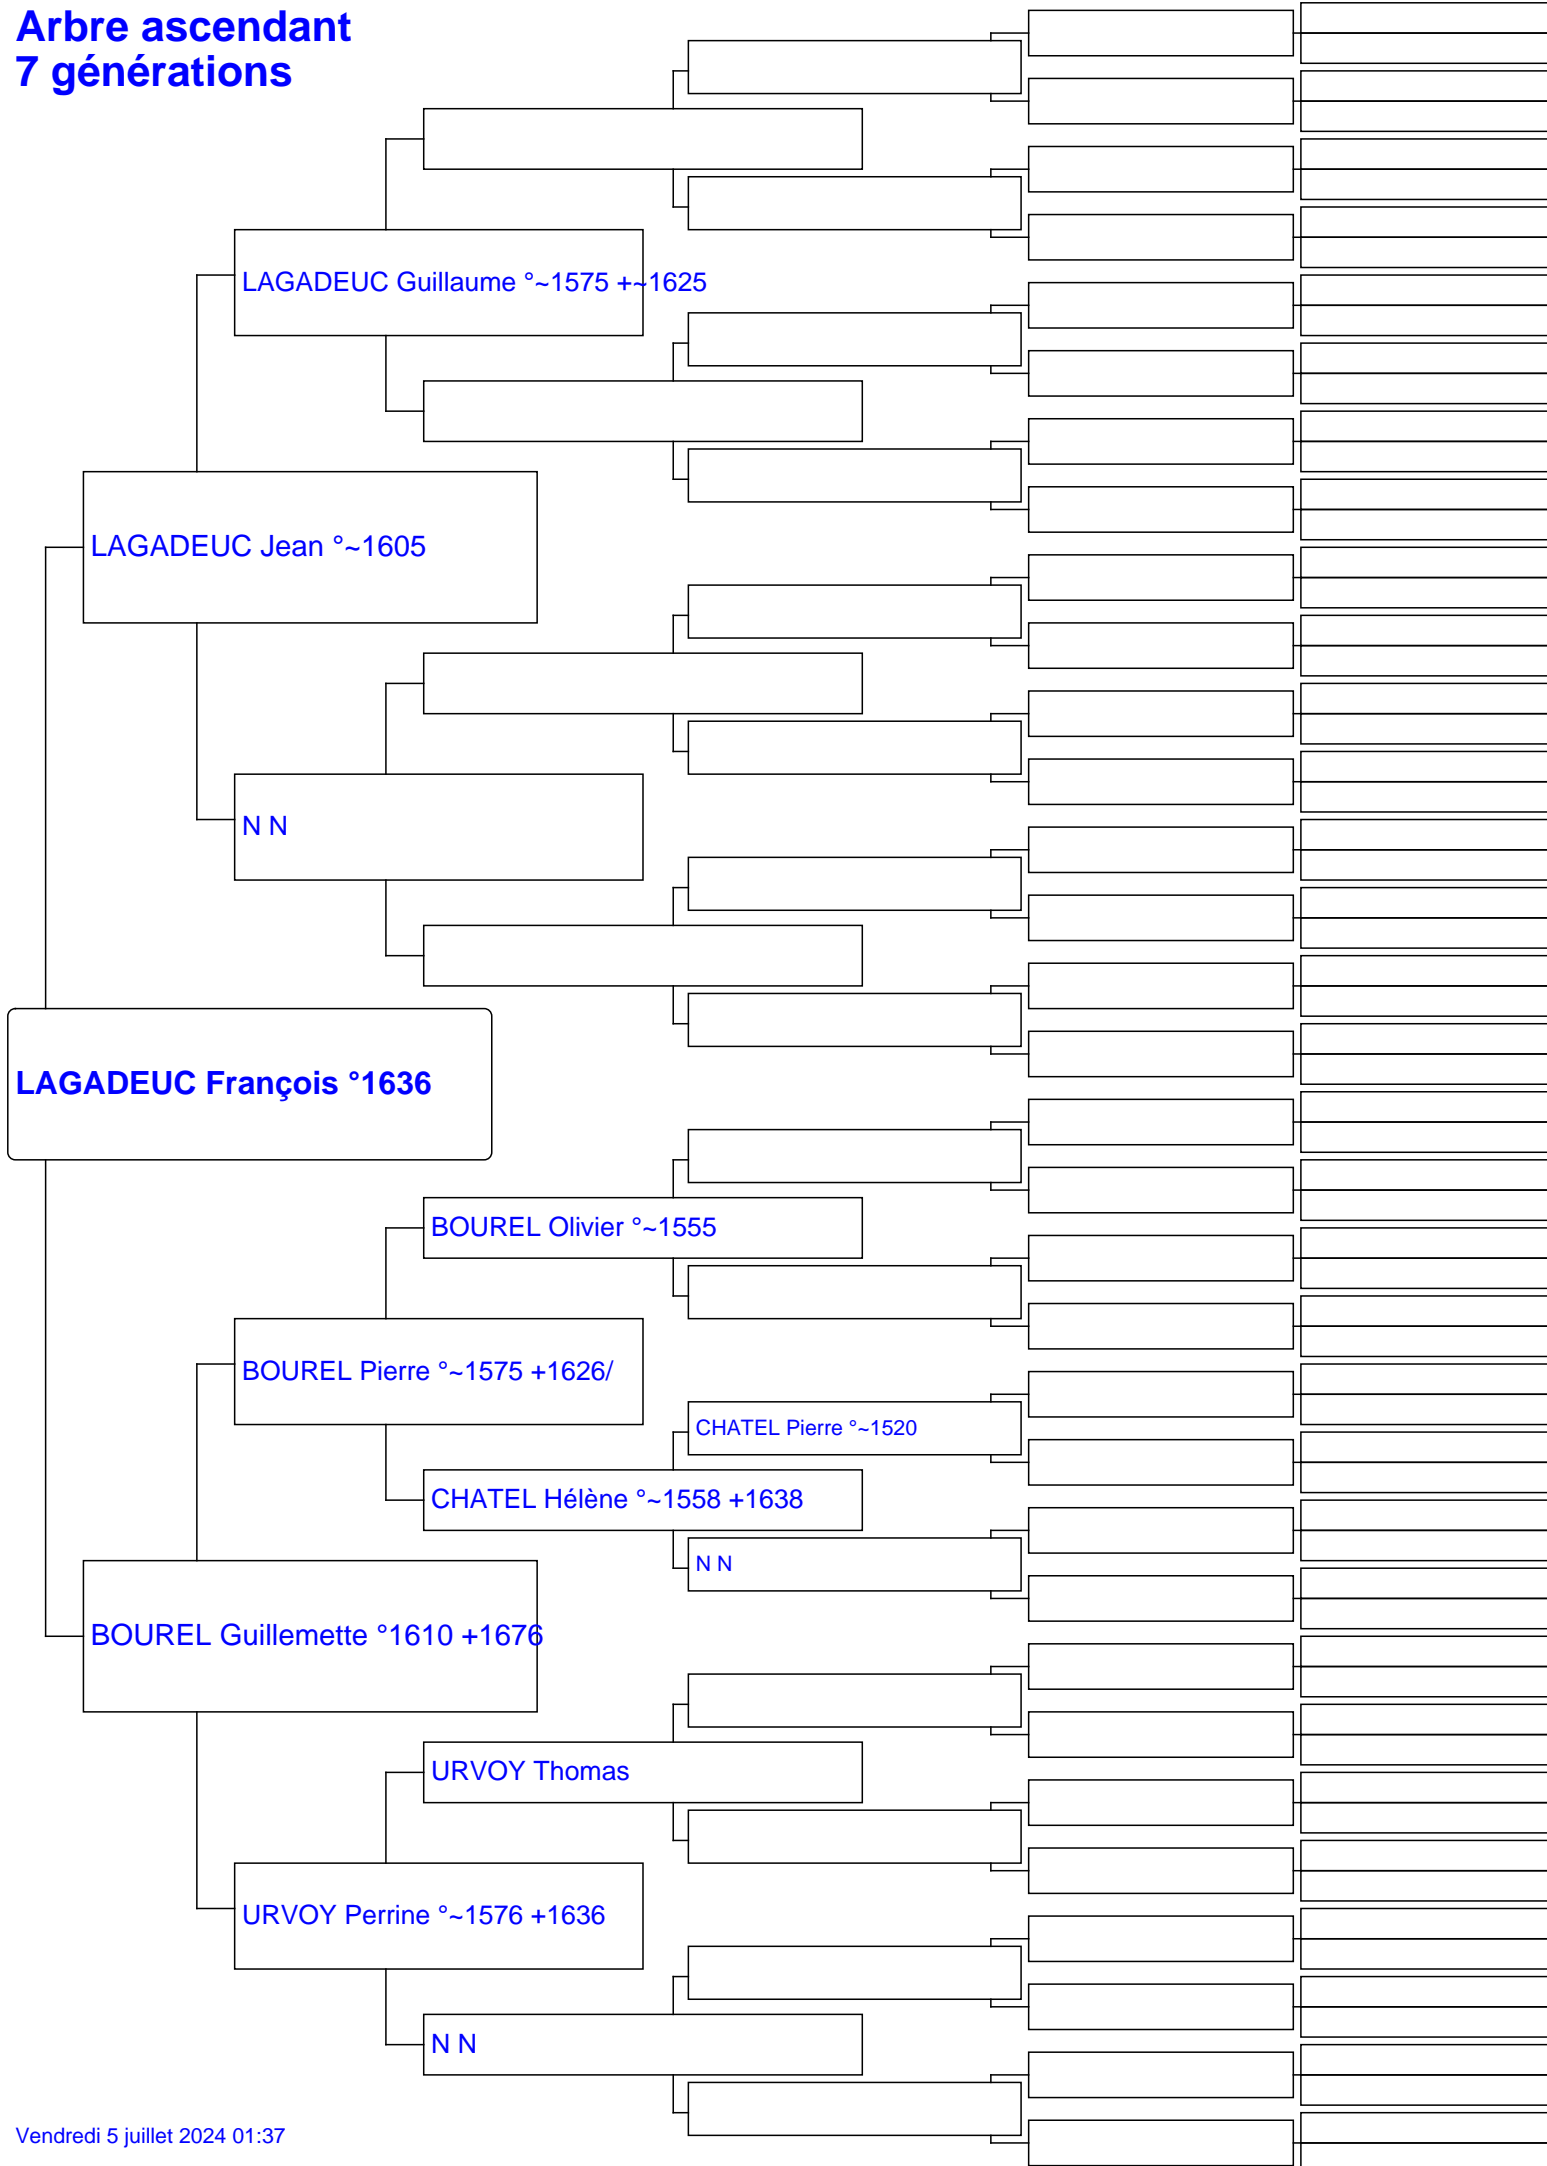 Arbre ascendant
7 générations
LAGADEUC Guillaume °~1575 +~1625
LAGADEUC Jean °~1605
N N
LAGADEUC François °1636
BOUREL Olivier °~1555
BOUREL Pierre °~1575 +1626/
CHATEL Pierre °~1520
CHATEL Hélène °~1558 +1638
N N
BOUREL Guillemette °1610 +1676
URVOY Thomas
URVOY Perrine °~1576 +1636
N N
Vendredi 5 juillet 2024 01:37